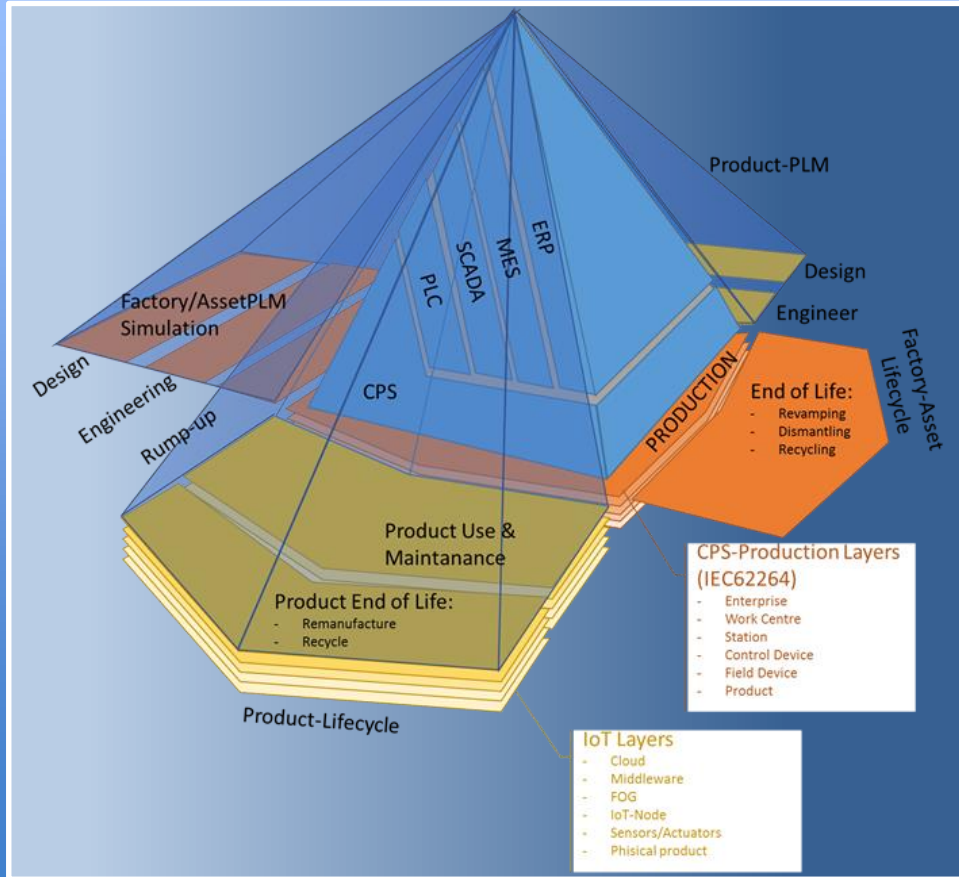 Product-PLM
Design
Engineer
Factory-Asset
Lifecycle
ERP
MES
SCADA
PLC
Factory/AssetPLM
Simulation
Design
Engineering
Rump-up
CPS
PRODUCTION
End of Life:
- Revamping
- Dismantling
- Recycling
Product Use &
Maintanance
Product End of Life:
- Remanufacture
- Recycle
Product-Lifecycle
CPS-Production Layers
(IEC62264)
- Enterprise
- Work Centre
- Station
- Control Device
- Field Device
- Product
IoT Layers
- Cloud
- Middleware
- FOG
- IoT-Node
- Sensors/Actuators
- Phisical product